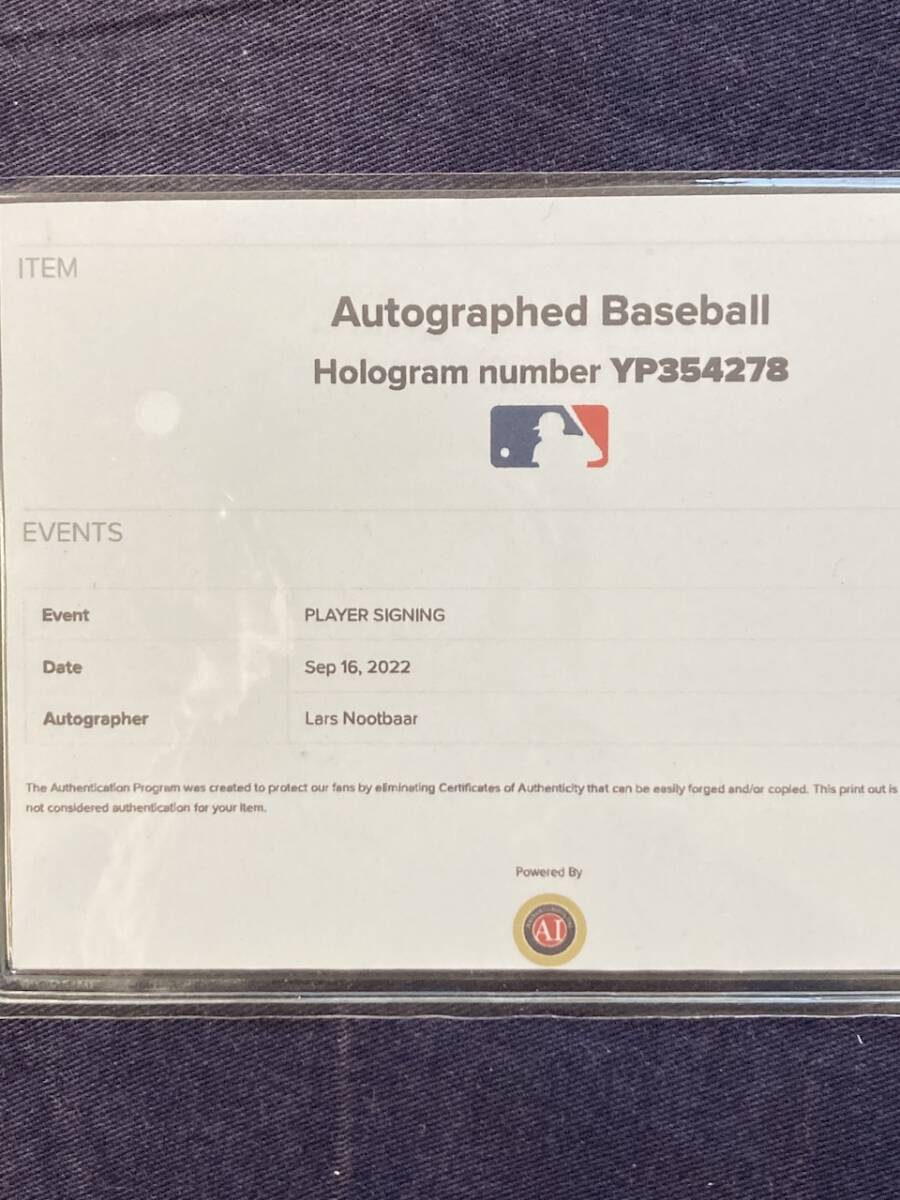 ITEM
Autographed Baseball
Hologram number YP354278
EVENTS
Event PLAYER SIGNING
Date Sep 16, 2022
Autographer Lars Nootbaar
The Authentication Program was created to protect our fans by eliminating Certificates of Authenticity that can be easily forged and/or copied. This print out is
not considered authentication for your item.
Powered By
AI